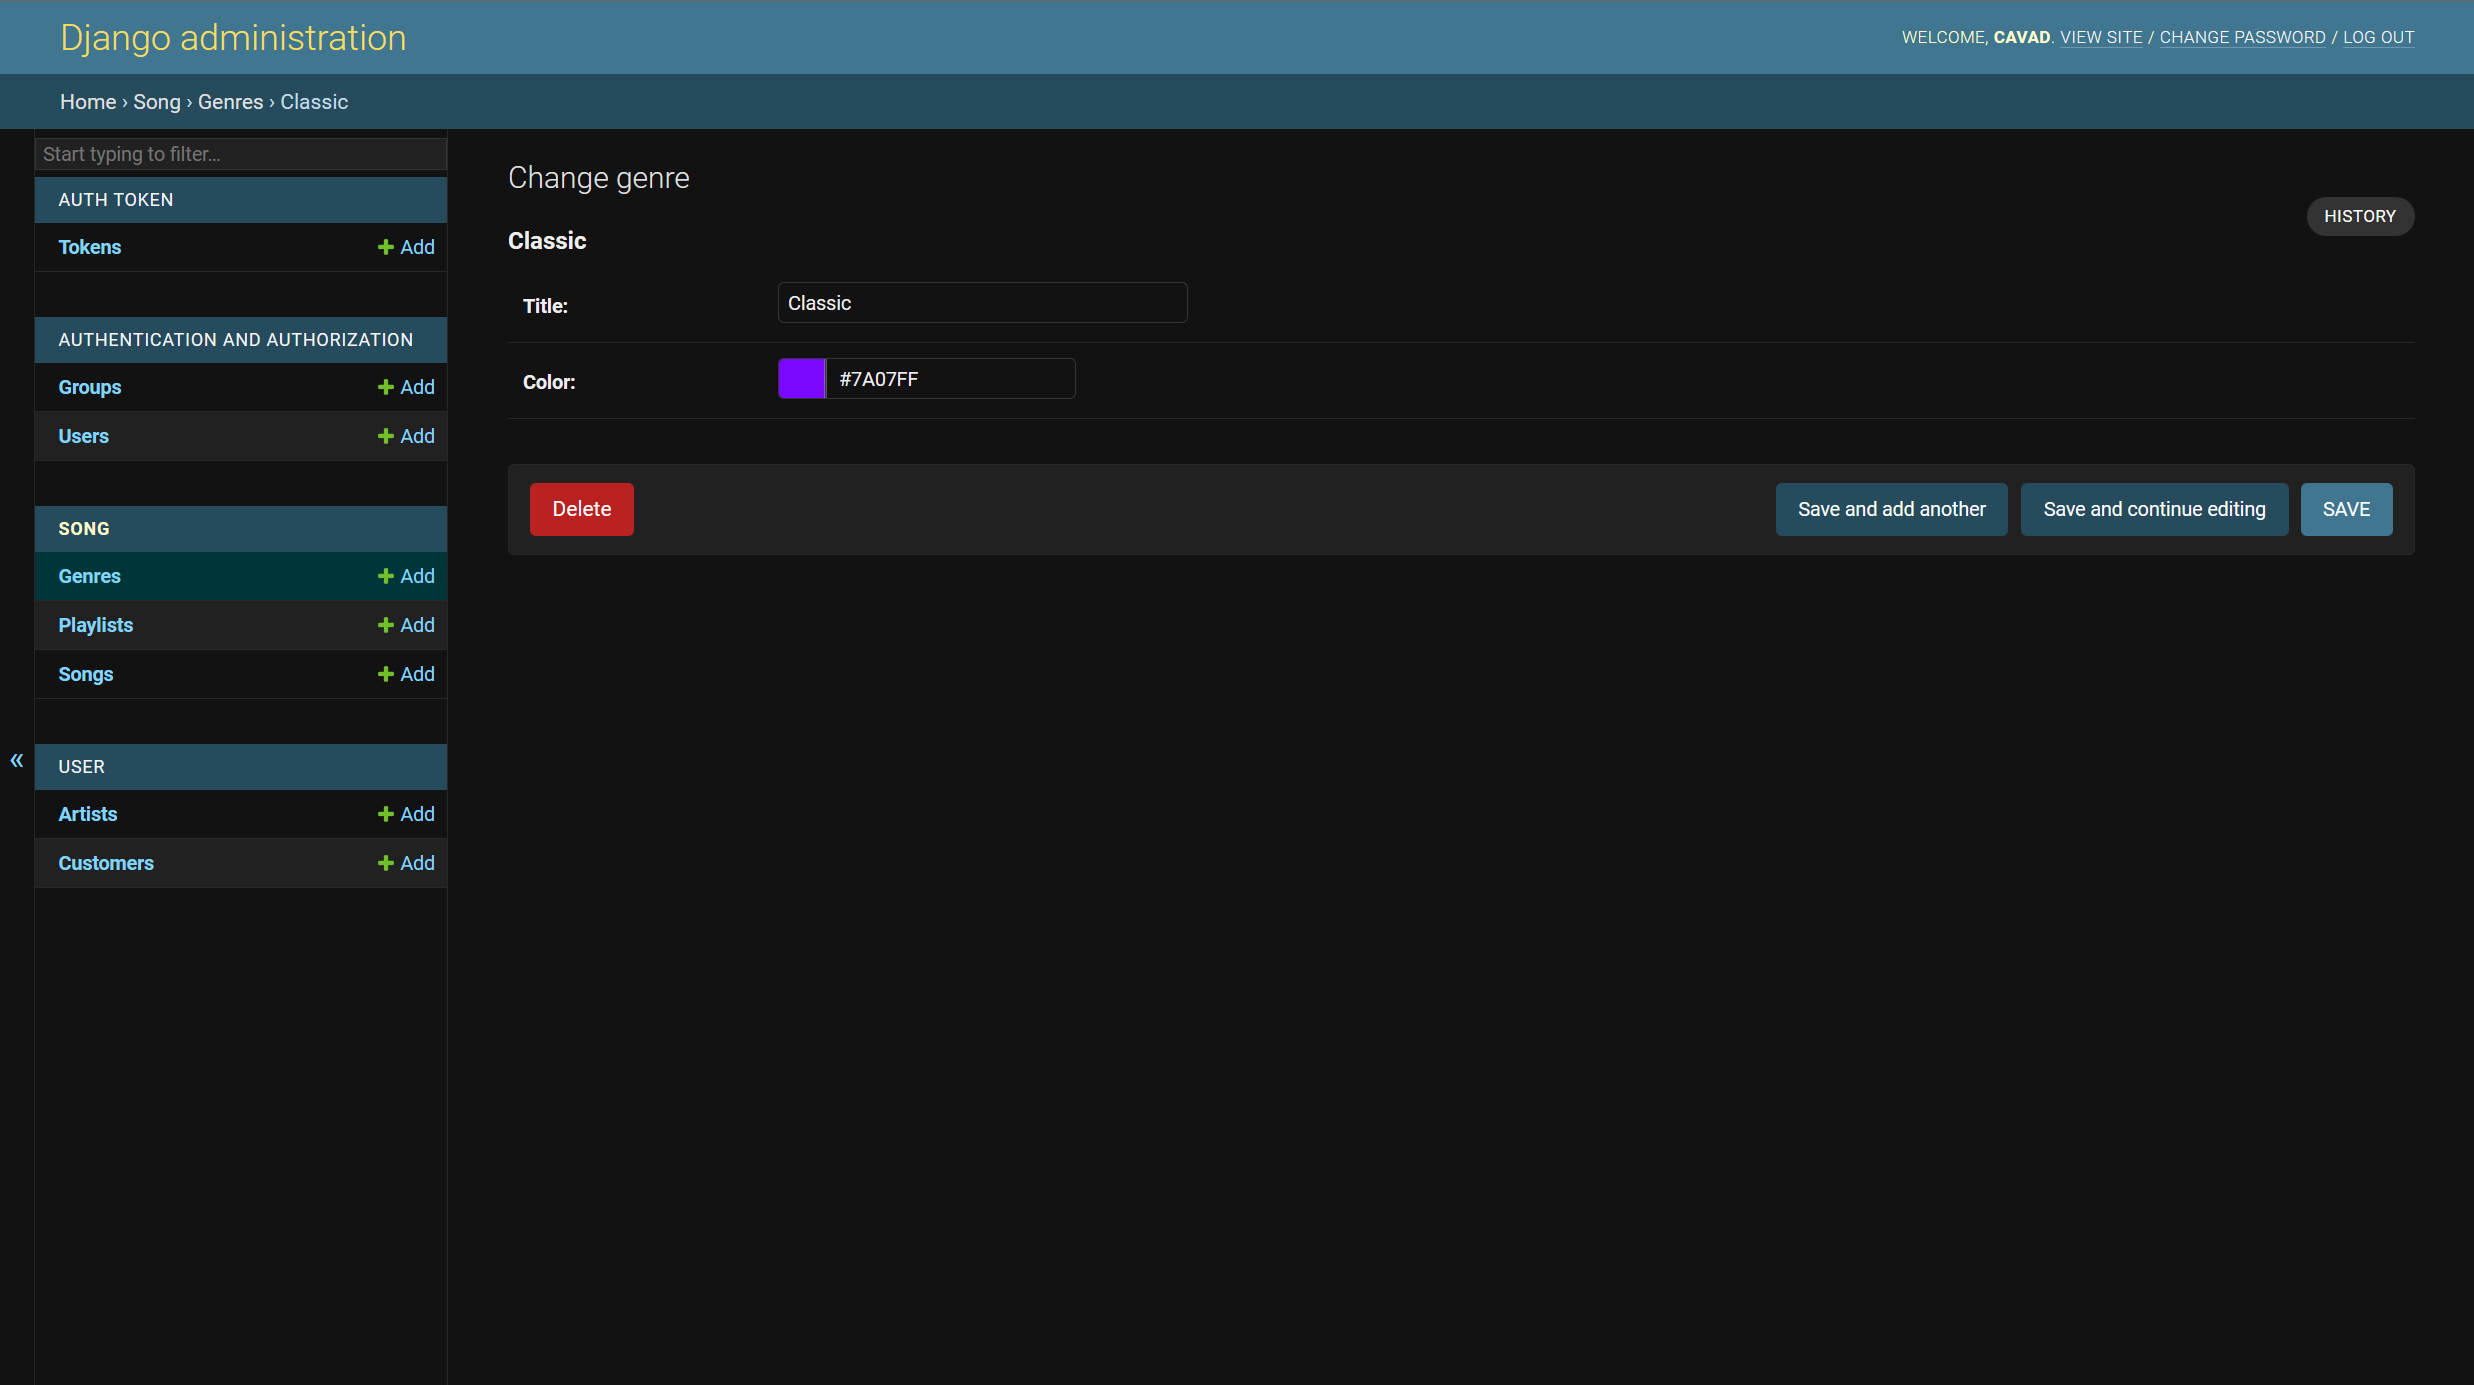 Django administration
WELCOME, CAVAD. VIEW SITE / CHANGE PASSWORD / LOG OUT
Home › Song › Genres › Classic
Start typing to filter...
AUTH TOKEN
Tokens + Add
AUTHENTICATION AND AUTHORIZATION
Groups + Add
Users + Add
SONG
Genres + Add
Playlists + Add
Songs + Add
«
USER
Artists + Add
Customers + Add
Change genre
HISTORY
Classic
Title: Classic
Color: #7A07FF
Delete Save and add another Save and continue editing SAVE